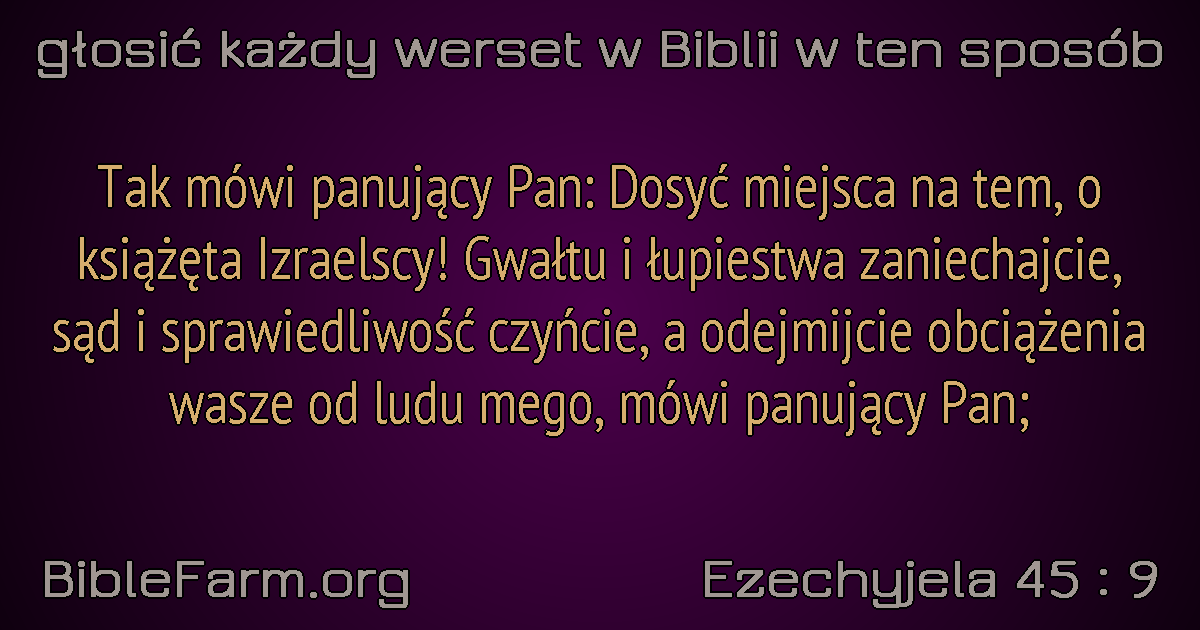 głosić każdy werset w Biblii w ten sposób
Tak mówi panujący Pan: Dosyć miejsca na tem, o
książęta Izraelscy! Gwałtu i łupiestwa zaniechajcie,
sąd i sprawiedliwość czyńcie, a odejmijcie obciążenia
wasze od ludu mego, mówi panujący Pan;
BibleFarm.org
Ezechyjela 45 : 9